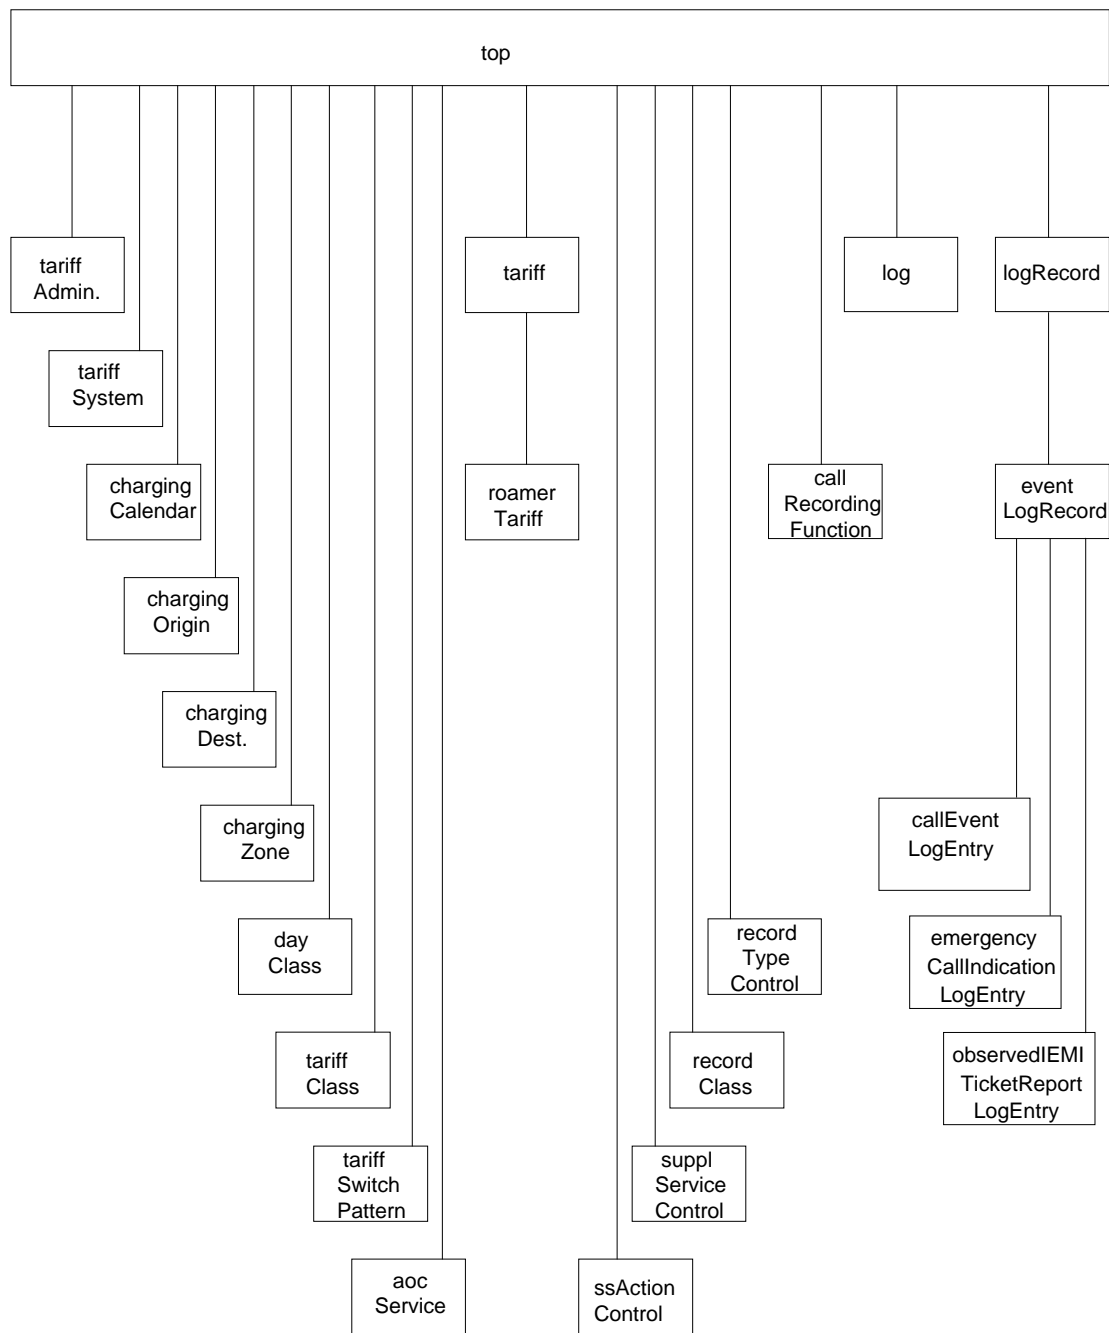 top
tariff
Admin.
tariff
log
logRecord
tariff
System
charging
Calendar
roamer
Tariff
call
Recording
Function
event
LogRecord
charging
Origin
charging
Dest.
charging
Zone
callEvent
LogEntry
day
Class
record
Type
Control
emergency
CallIndication
LogEntry
tariff
Class
record
Class
observedIEMI
TicketReport
LogEntry
tariff
Switch
Pattern
suppl
Service
Control
aoc
Service
ssAction
Control